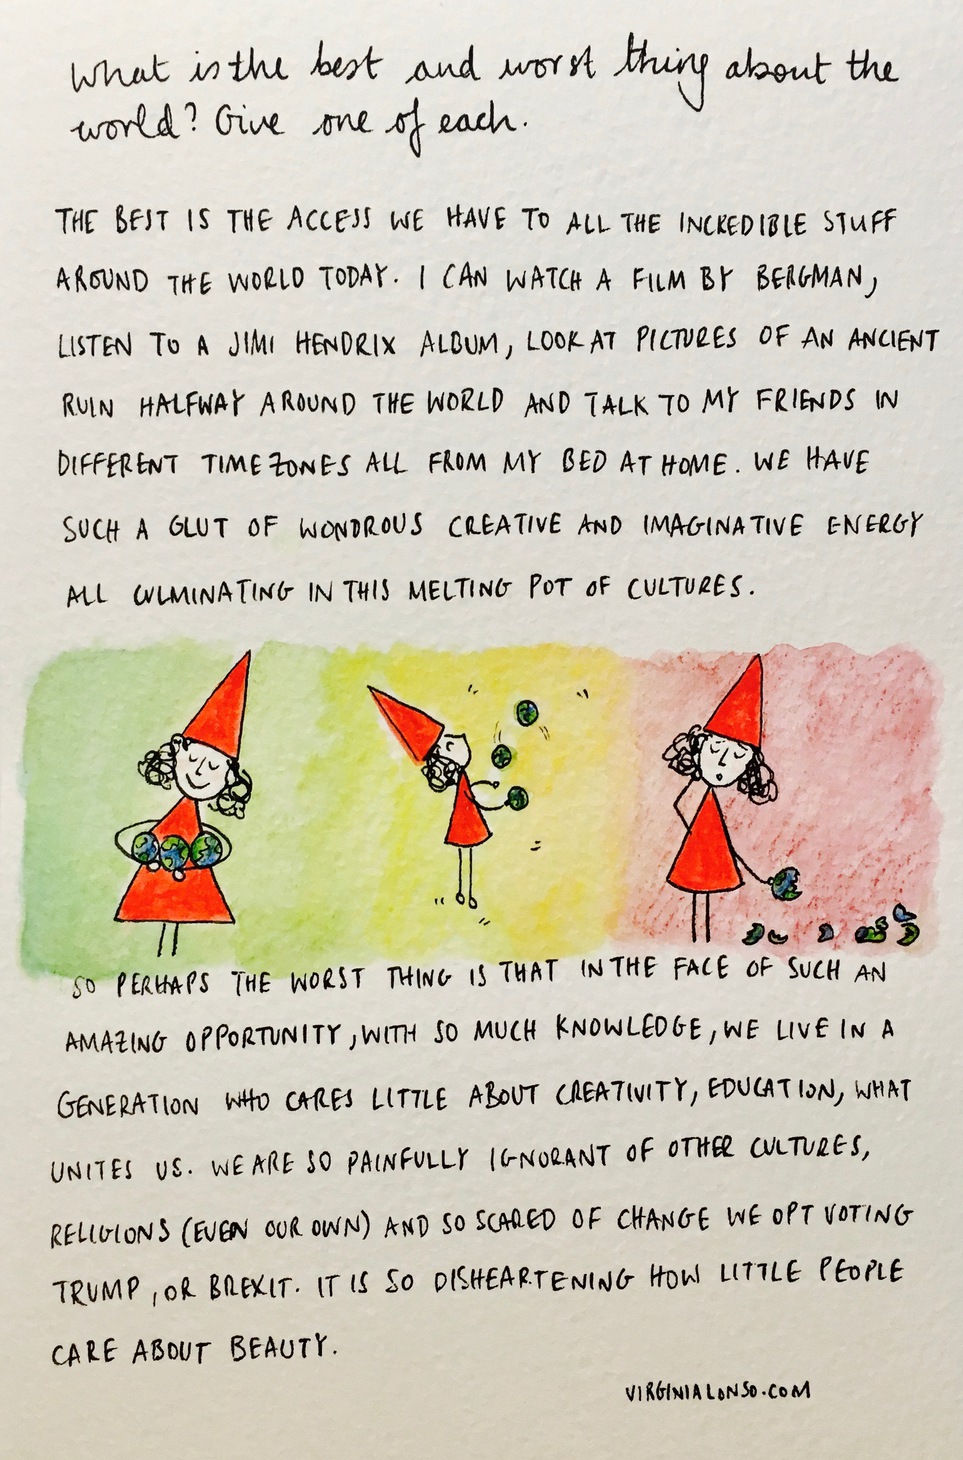 What is the best and worst thing about the
world? Give one of each.
THE BEST IS THE ACCESS WE HAVE TO ALL THE INCREDIBLE STUFF
AROUND THE WORLD TODAY. I CAN WATCH A FILM BY BERGMAN,
LISTEN TO A JIMI HENDRIX ALBUM, LOOK AT PICTURES OF AN ANCIENT
RUIN HALFWAY AROUND THE WORLD AND TALK TO MY FRIENDS IN
DIFFERENT TIMEZONES ALL FROM MY BED AT HOME. WE HAVE
SUCH A GLUT OF WONDROUS CREATIVE AND IMAGINATIVE ENERGY
ALL CULMINATING IN THIS MELTING POT OF CULTURES.
SO PERHAPS THE WORST THING IS THAT IN THE FACE OF SUCH AN
AMAZING OPPORTUNITY, WITH SO MUCH KNOWLEDGE, WE LIVE IN A
GENERATION WHO CARES LITTLE ABOUT CREATIVITY, EDUCATION, WHAT
UNITES US. WE ARE SO PAINFULLY IGNORANT OF OTHER CULTURES,
RELIGIONS (EVEN OUR OWN) AND SO SCARED OF CHANGE WE OPT VOTING
TRUMP, OR BREXIT. IT IS SO DISHEARTENING HOW LITTLE PEOPLE
CARE ABOUT BEAUTY.
VIRGINIALONSO.COM